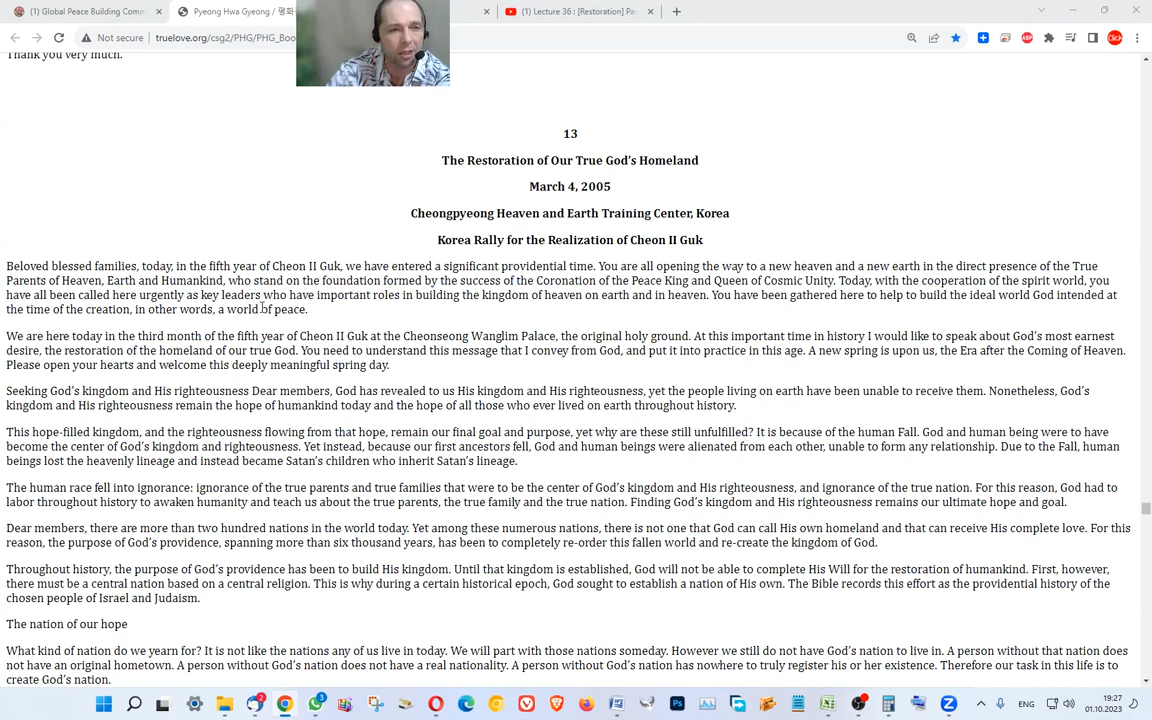 (1) Global Peace Building Comm
Pyeong Hwa Gyeong / 평화
(1) Lecture 36 : [Restoration] Pa
Not secure
truelove.org/csg2/PHG/PHG_Boo
Thank you very much.
13
The Restoration of Our True God's Homeland
March 4, 2005
Cheongpyeong Heaven and Earth Training Center, Korea
Korea Rally for the Realization of Cheon Il Guk
Beloved blessed families, today, in the fifth year of Cheon Il Guk, we have entered a significant providential time. You are all opening the way to a new heaven and a new earth in the direct presence of the True
Parents of Heaven, Earth and Humankind, who stand on the foundation formed by the success of the Coronation of the Peace King and Queen of Cosmic Unity. Today, with the cooperation of the spirit world, you
have all been called here urgently as key leaders who have important roles in building the kingdom of heaven on earth and in heaven. You have been gathered here to help to build the ideal world God intended at
the time of the creation, in other words, a world of peace.
We are here today in the third month of the fifth year of Cheon Il Guk at the Cheonseong Wanglim Palace, the original holy ground. At this important time in history I would like to speak about God's most earnest
desire, the restoration of the homeland of our true God. You need to understand this message that I convey from God, and put it into practice in this age. A new spring is upon us, the Era after the Coming of Heaven.
Please open your hearts and welcome this deeply meaningful spring day.
Seeking God's kingdom and His righteousness Dear members, God has revealed to us His kingdom and His righteousness, yet the people living on earth have been unable to receive them. Nonetheless, God's
kingdom and His righteousness remain the hope of humankind today and the hope of all those who ever lived on earth throughout history.
This hope-filled kingdom, and the righteousness flowing from that hope, remain our final goal and purpose, yet why are these still unfulfilled? It is because of the human Fall. God and human being were to have
become the center of God's kingdom and righteousness. Yet instead, because our first ancestors fell, God and human beings were alienated from each other, unable to form any relationship. Due to the Fall, human
beings lost the heavenly lineage and instead became Satan's children who inherit Satan's lineage.
The human race fell into ignorance: ignorance of the true parents and true families that were to be the center of God's kingdom and His righteousness, and ignorance of the true nation. For this reason, God had to
labor throughout history to awaken humanity and teach us about the true parents, the true family and the true nation. Finding God's kingdom and His righteousness remains our ultimate hope and goal.
Dear members, there are more than two hundred nations in the world today. Yet among these numerous nations, there is not one that God can call His own homeland and that can receive His complete love. For this
reason, the purpose of God's providence, spanning more than six thousand years, has been to completely re-order this fallen world and re-create the kingdom of God.
Throughout history, the purpose of God's providence has been to build His kingdom. Until that kingdom is established, God will not be able to complete His Will for the restoration of humankind. First, however,
there must be a central nation based on a central religion. This is why during a certain historical epoch, God sought to establish a nation of His own. The Bible records this effort as the providential history of the
chosen people of Israel and Judaism.
The nation of our hope
What kind of nation do we yearn for? It is not like the nations any of us live in today. We will part with those nations someday. However we still do not have God's nation to live in. A person without that nation does
not have an original hometown. A person without God's nation does not have a real nationality. A person without God's nation has nowhere to truly register his or her existence. Therefore our task in this life is to
create God's nation.
ENG
19:27
01.10.2023